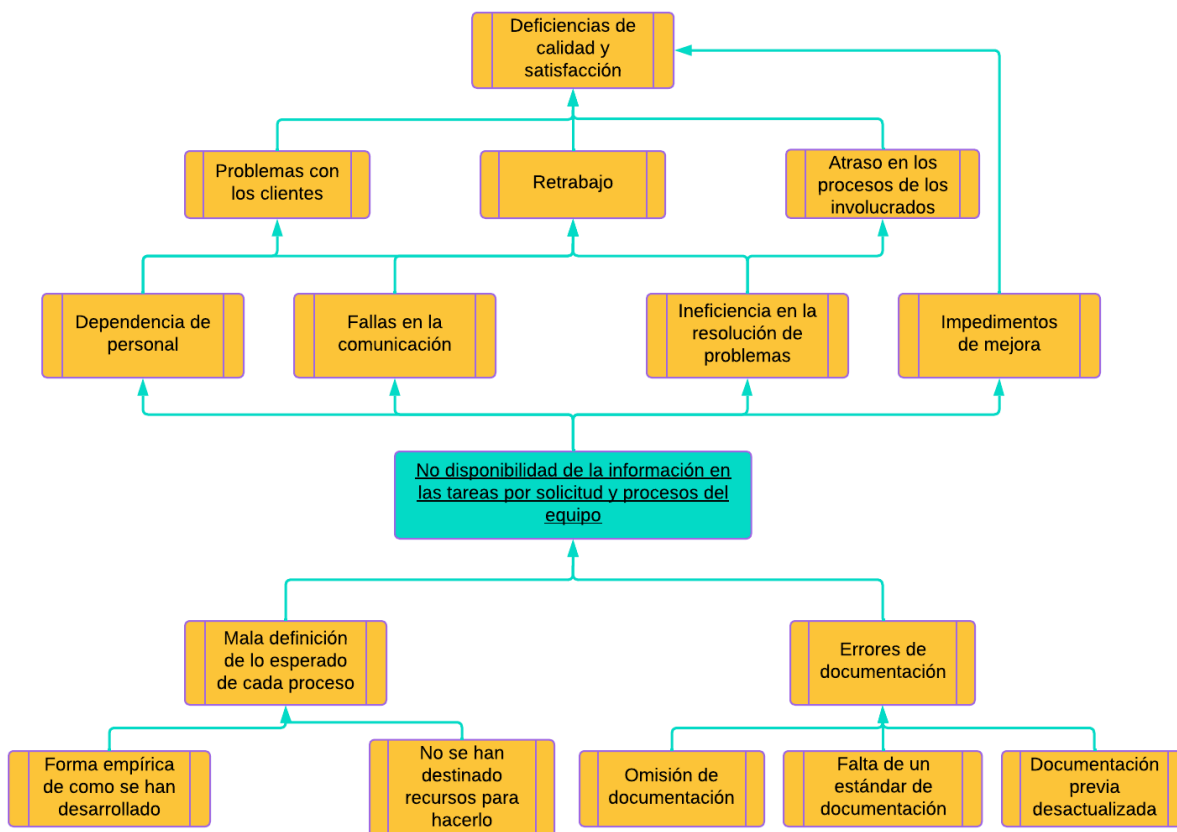 Deficiencias de
calidad y
satisfacción
Problemas con
los clientes
Retrabajo
Atraso en los
procesos de los
involucrados
Dependencia de
personal
Fallas en la
comunicación
Ineficiencia en la
resolución de
problemas
Impedimentos
de mejora
No disponibilidad de la información en
las tareas por solicitud y procesos del
equipo
Mala definición
de lo esperado
de cada proceso
Errores de
documentación
Forma empírica
de como se han
desarrollado
No se han
destinado
recursos para
hacerlo
Omisión de
documentación
Falta de un
estándar de
documentación
Documentación
previa
desactualizada